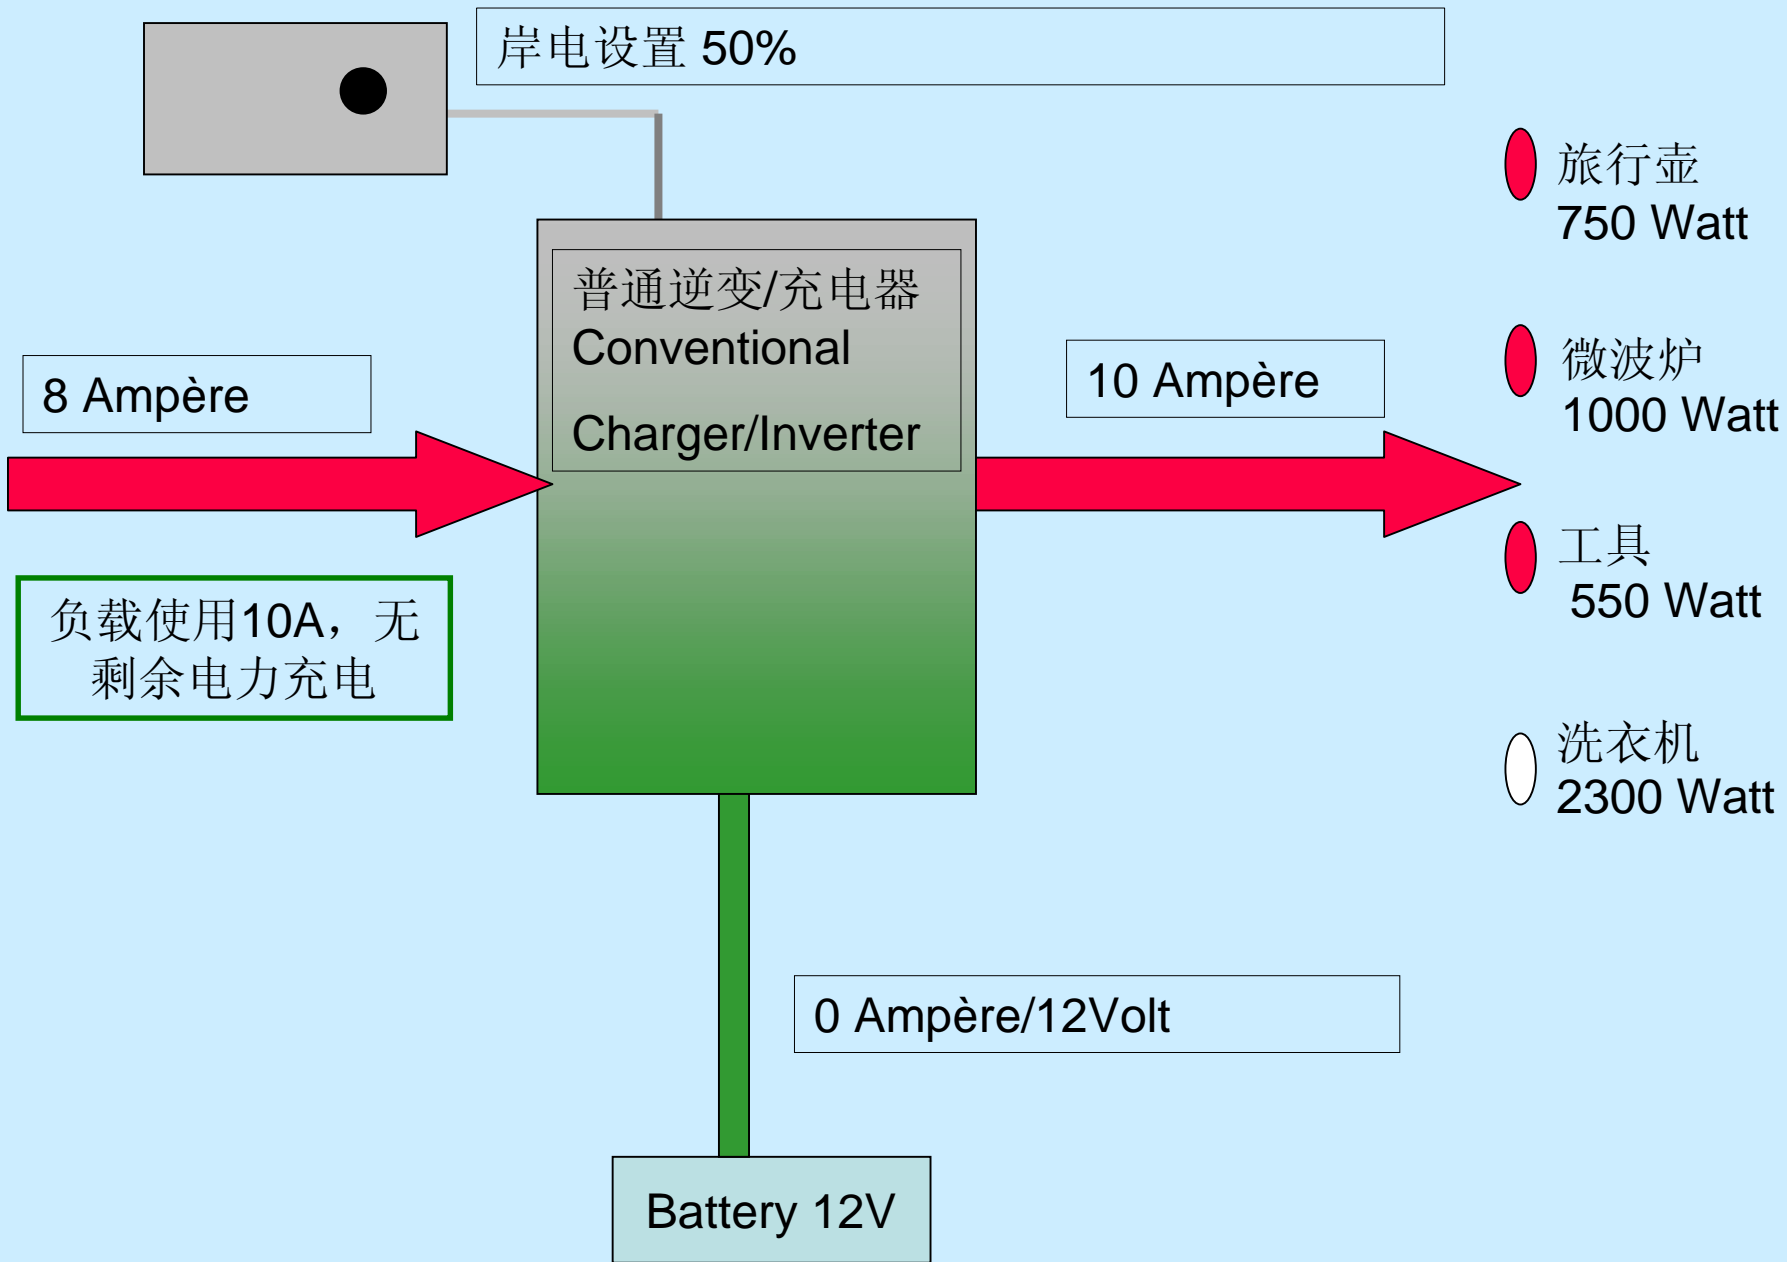 岸电设置 50%
普通逆变/充电器
Conventional
Charger/Inverter
8 Ampère
10 Ampère
负载使用10A，无
剩余电力充电
旅行壶
750 Watt
微波炉
1000 Watt
工具
550 Watt
洗衣机
2300 Watt
0 Ampère/12Volt
Battery 12V